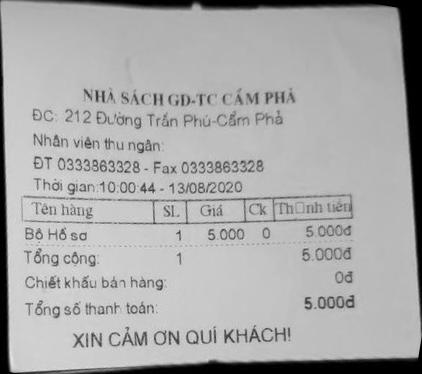 NHÀ SÁCH GD-TC CẨM PHẢ
ĐC: 212 Đường Trần Phú-Cẩm Phả
Nhân viên thu ngân:
ĐT 0333863328 - Fax 0333863328
Thời gian:10:00:44 - 13/08/2020
Tên hàng SL Giá Ck Th□nh tiền
Bộ Hồ sơ 1 5.000 0 5.000đ
Tổng cộng: 1 5.000đ
Chiết khấu bán hàng: 0đ
Tổng số thanh toán: 5.000đ
XIN CẢM ƠN QUÍ KHÁCH!